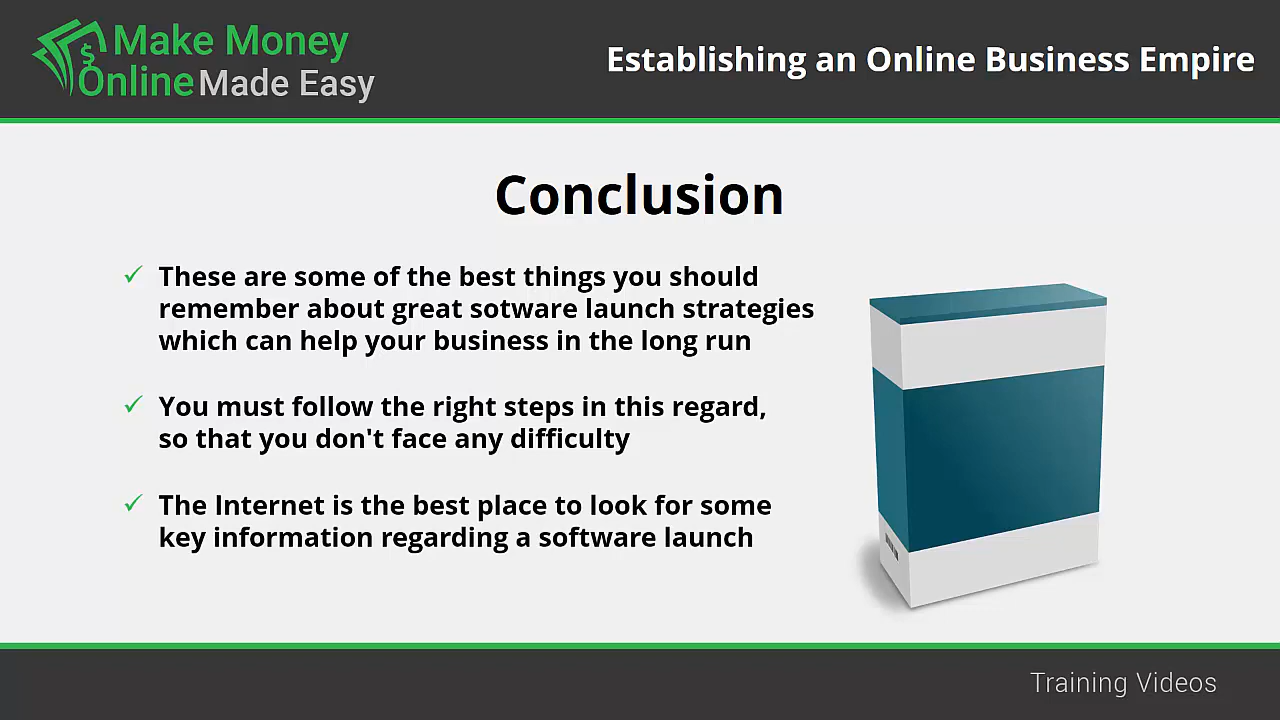 Make Money
Online Made Easy
Establishing an Online Business Empire
Conclusion
✓ These are some of the best things you should
remember about great sotware launch strategies
which can help your business in the long run
✓ You must follow the right steps in this regard,
so that you don't face any difficulty
✓ The Internet is the best place to look for some
key information regarding a software launch
Training Videos